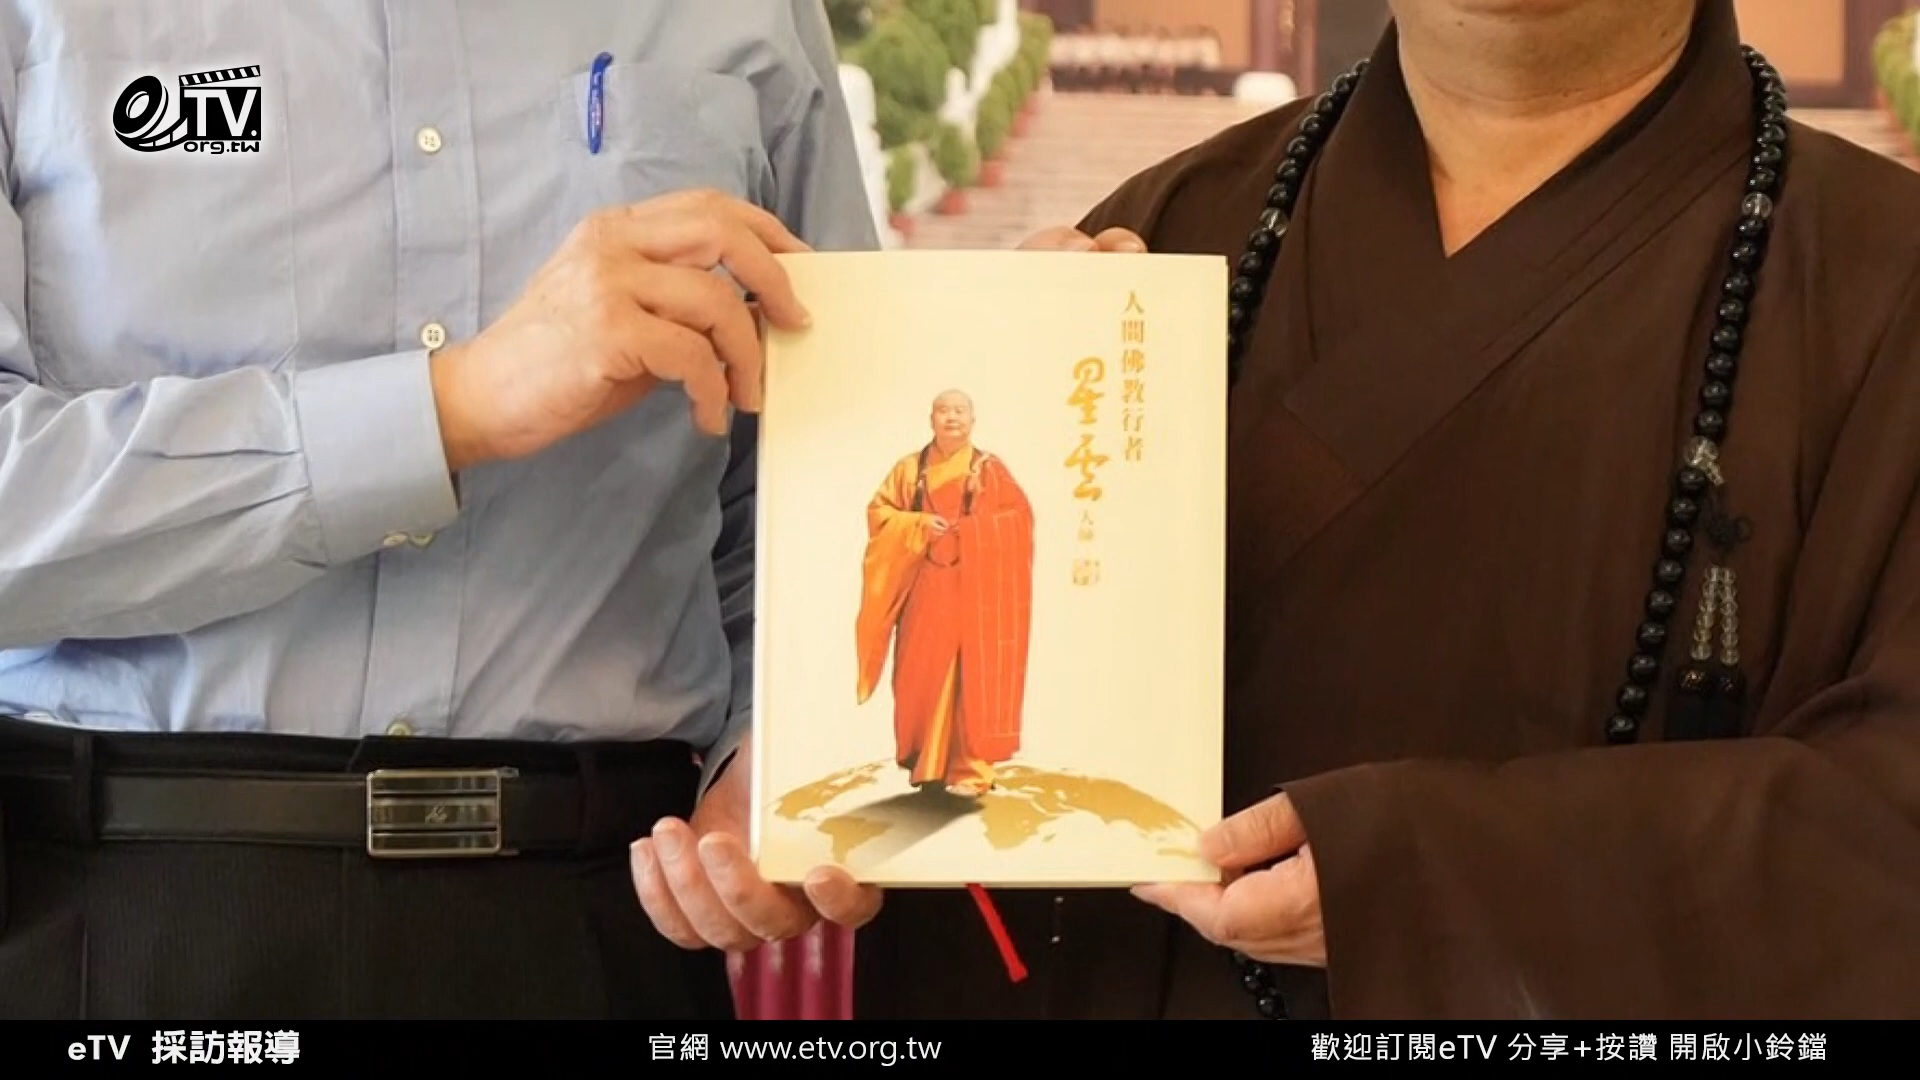 eTV.
org.tw
人間佛教行者
星雲
大師
eTV 採訪報導
官網 www.etv.org.tw
歡迎訂閱eTV 分享+按讚 開啟小鈴鐺